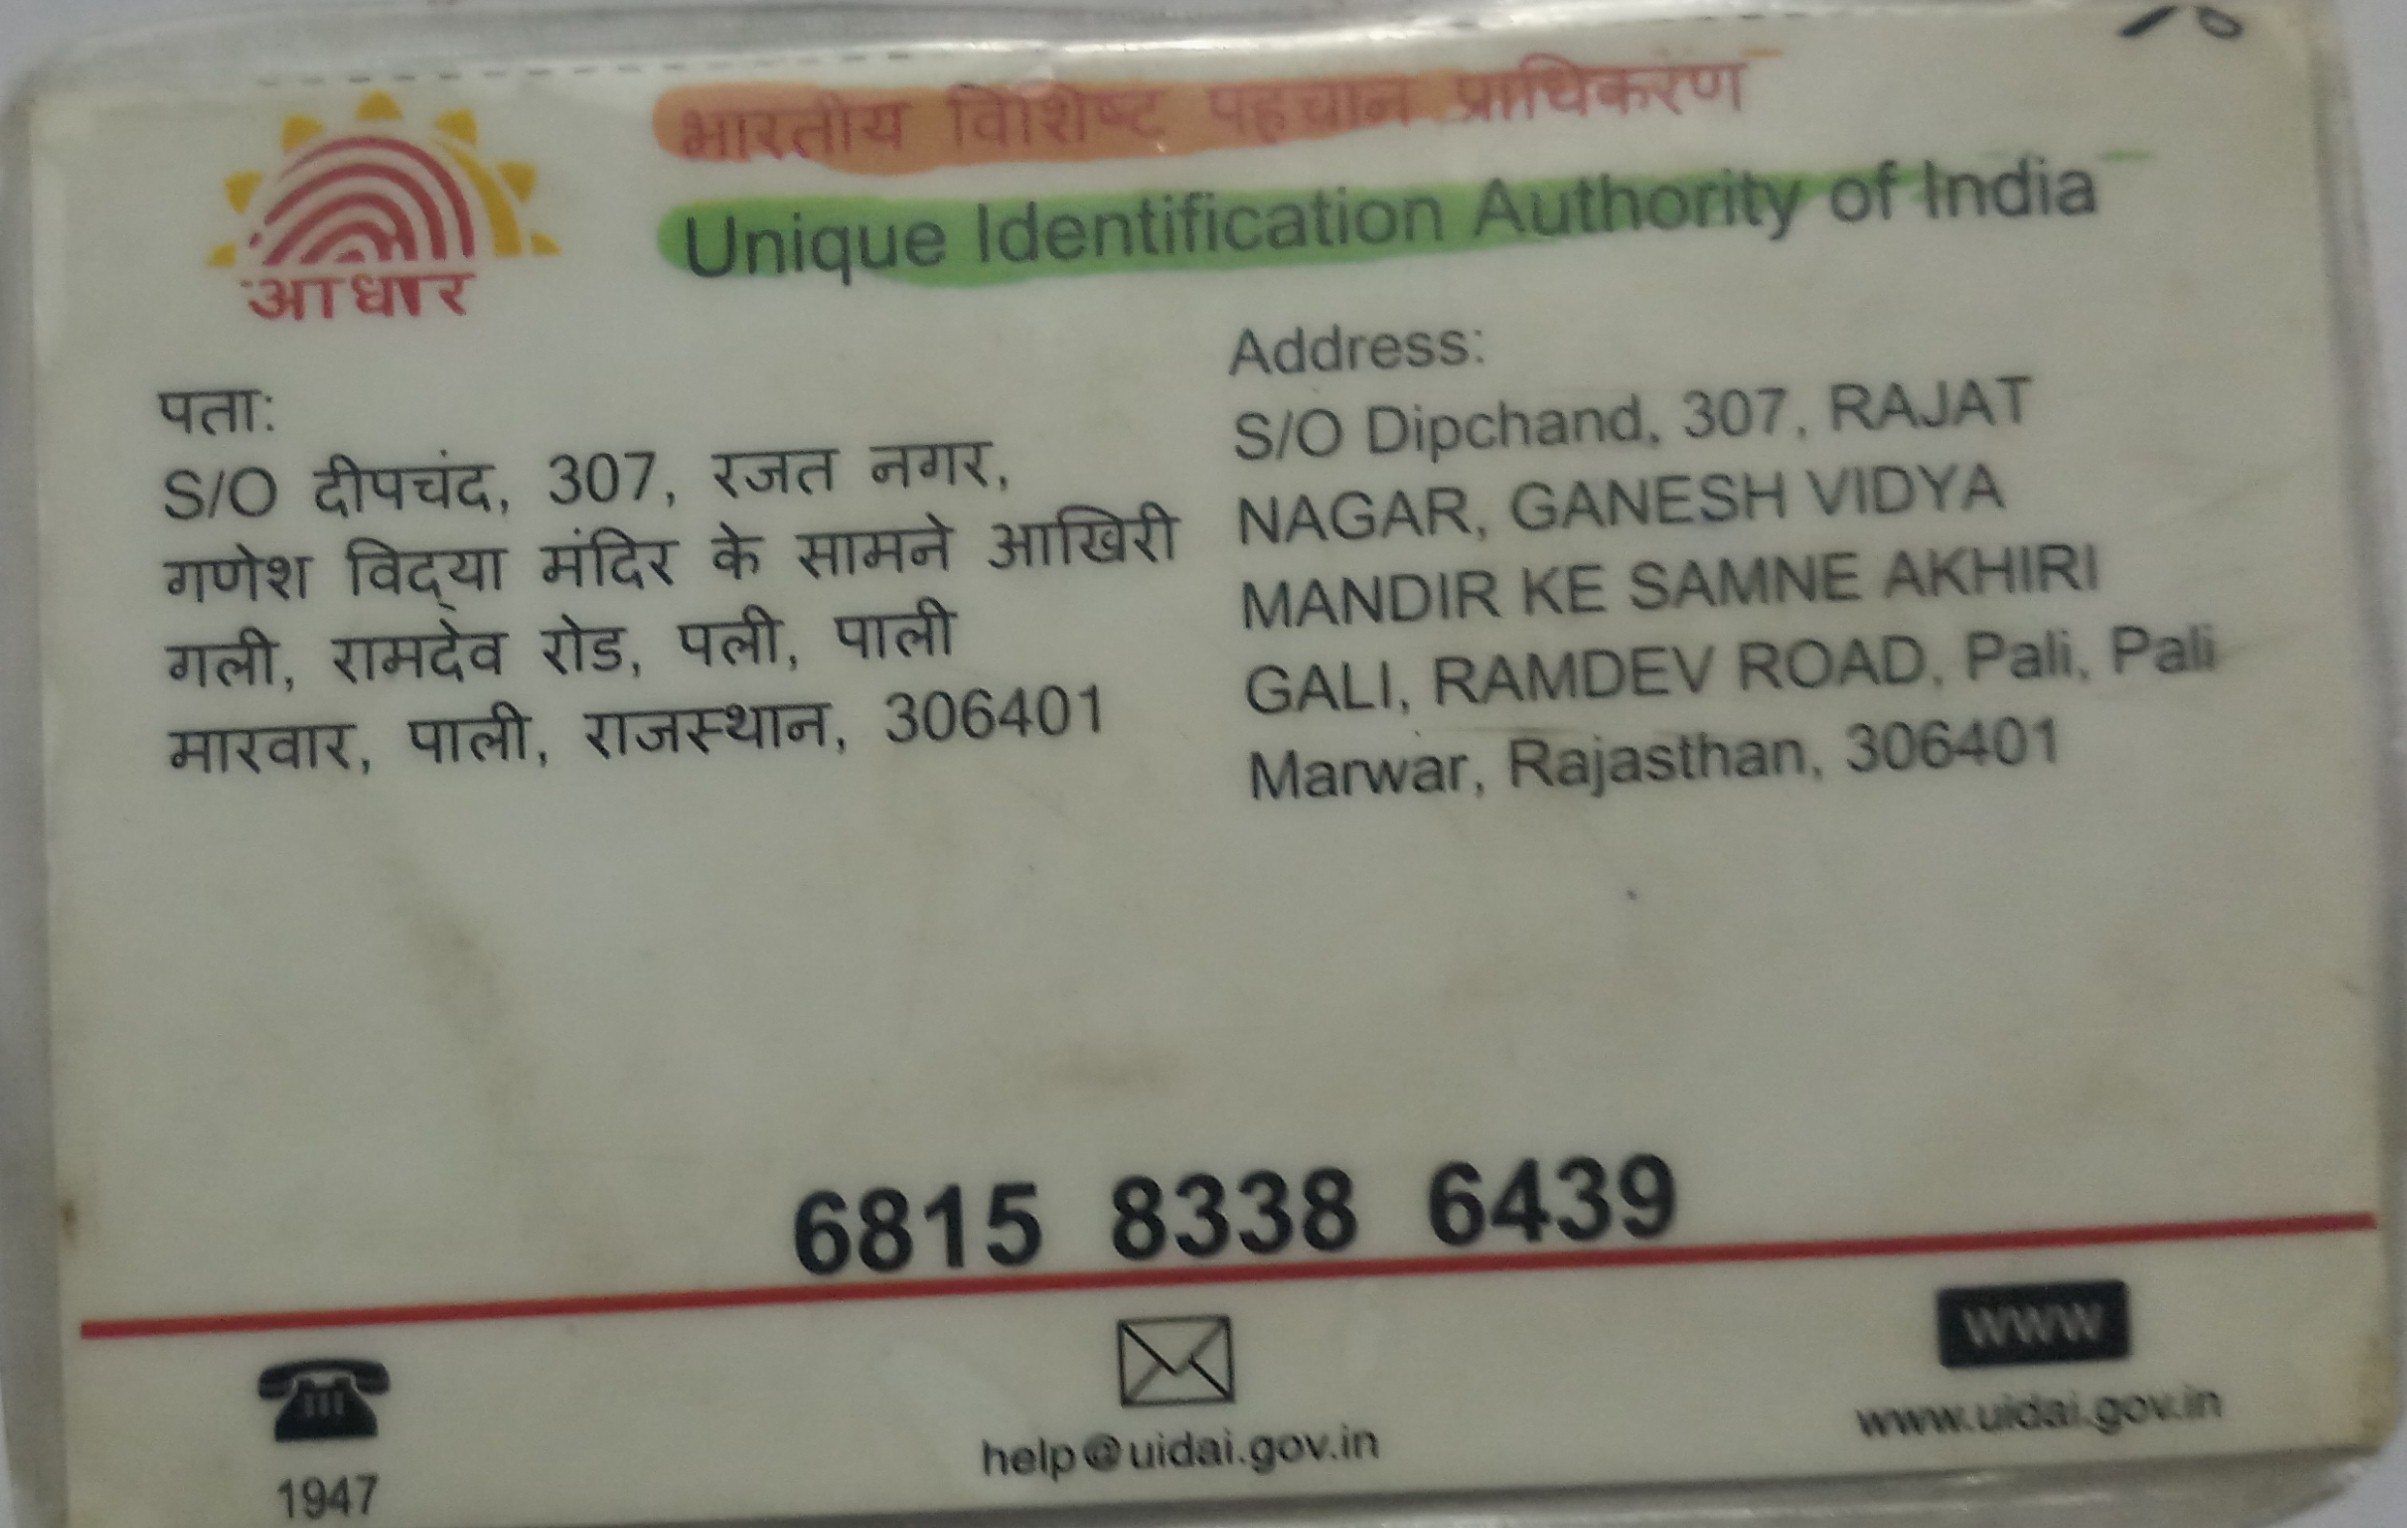 भारतीय विशिष्ट पहचान प्राधिकरण
Unique Identification Authority of India
आधार
पता:
S/O दीपचंद, 307, रजत नगर,
गणेश विद्‌या मंदिर के सामने आखिरी
गली, रामदेव रोड, पली, पाली
मारवार, पाली, राजस्थान, 306401
Address:
S/O Dipchand, 307, RAJAT
NAGAR, GANESH VIDYA
MANDIR KE SAMNE AKHIRI
GALI, RAMDEV ROAD, Pali, Pali
Marwar, Rajasthan, 306401
6815 8338 6439
1947
help@uidai.gov.in
www
www.uidai.gov.in